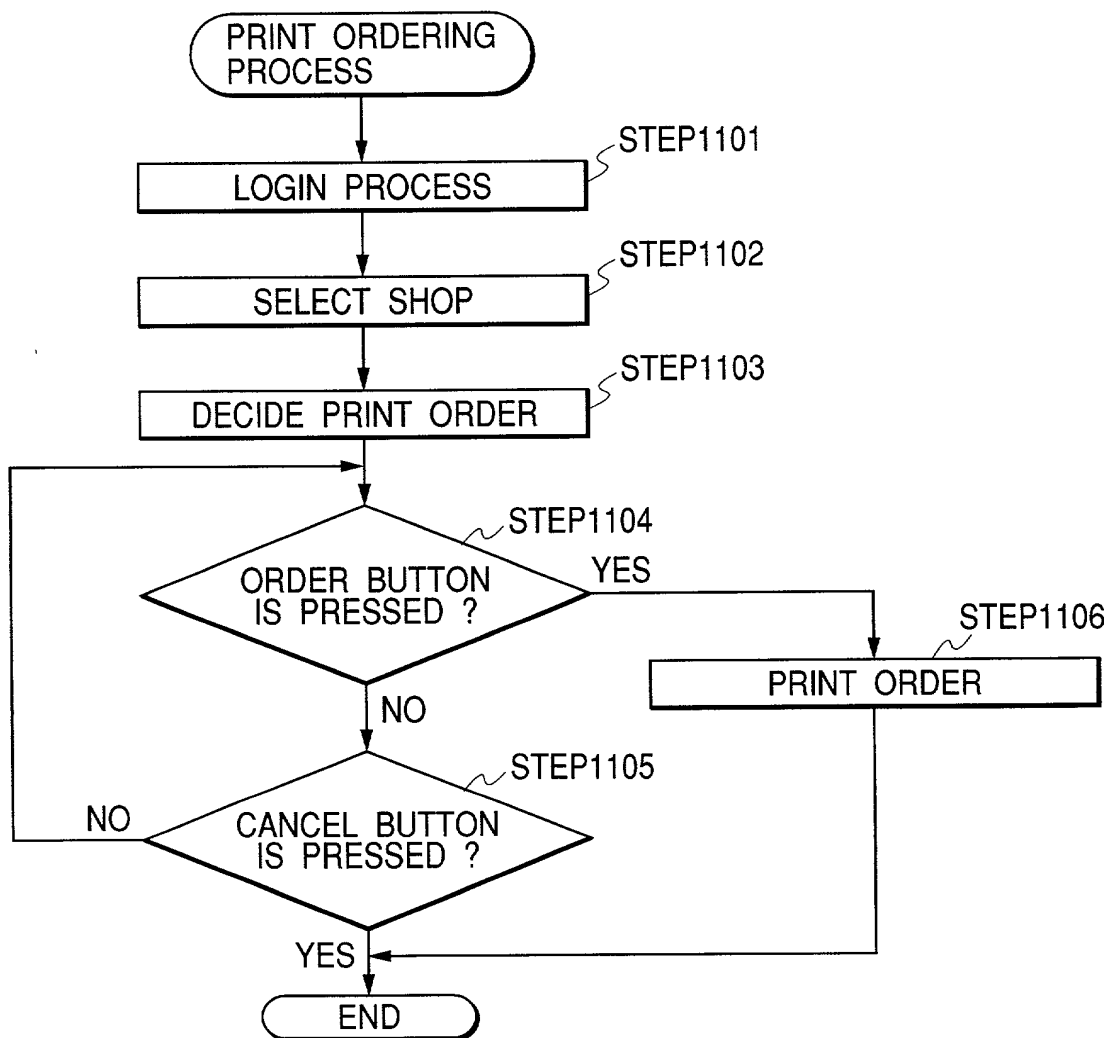 PRINT ORDERING
PROCESS
STEP1101
LOGIN PROCESS
STEP1102
SELECT SHOP
STEP1103
DECIDE PRINT ORDER
STEP1104
ORDER BUTTON
IS PRESSED ?
YES
STEP1106
PRINT ORDER
NO
STEP1105
CANCEL BUTTON
IS PRESSED ?
NO
YES
END